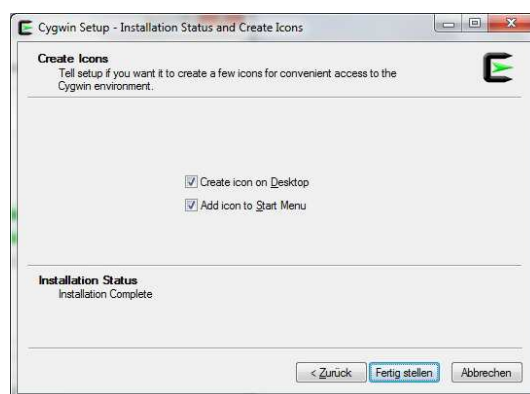 Cygwin Setup - Installation Status and Create Icons
Create Icons
Tell setup if you want it to create a few icons for convenient access to the
Cygwin environment.
Create icon on Desktop
Add icon to Start Menu
Installation Status
Installation Complete
< Zurück
Fertig stellen
Abbrechen